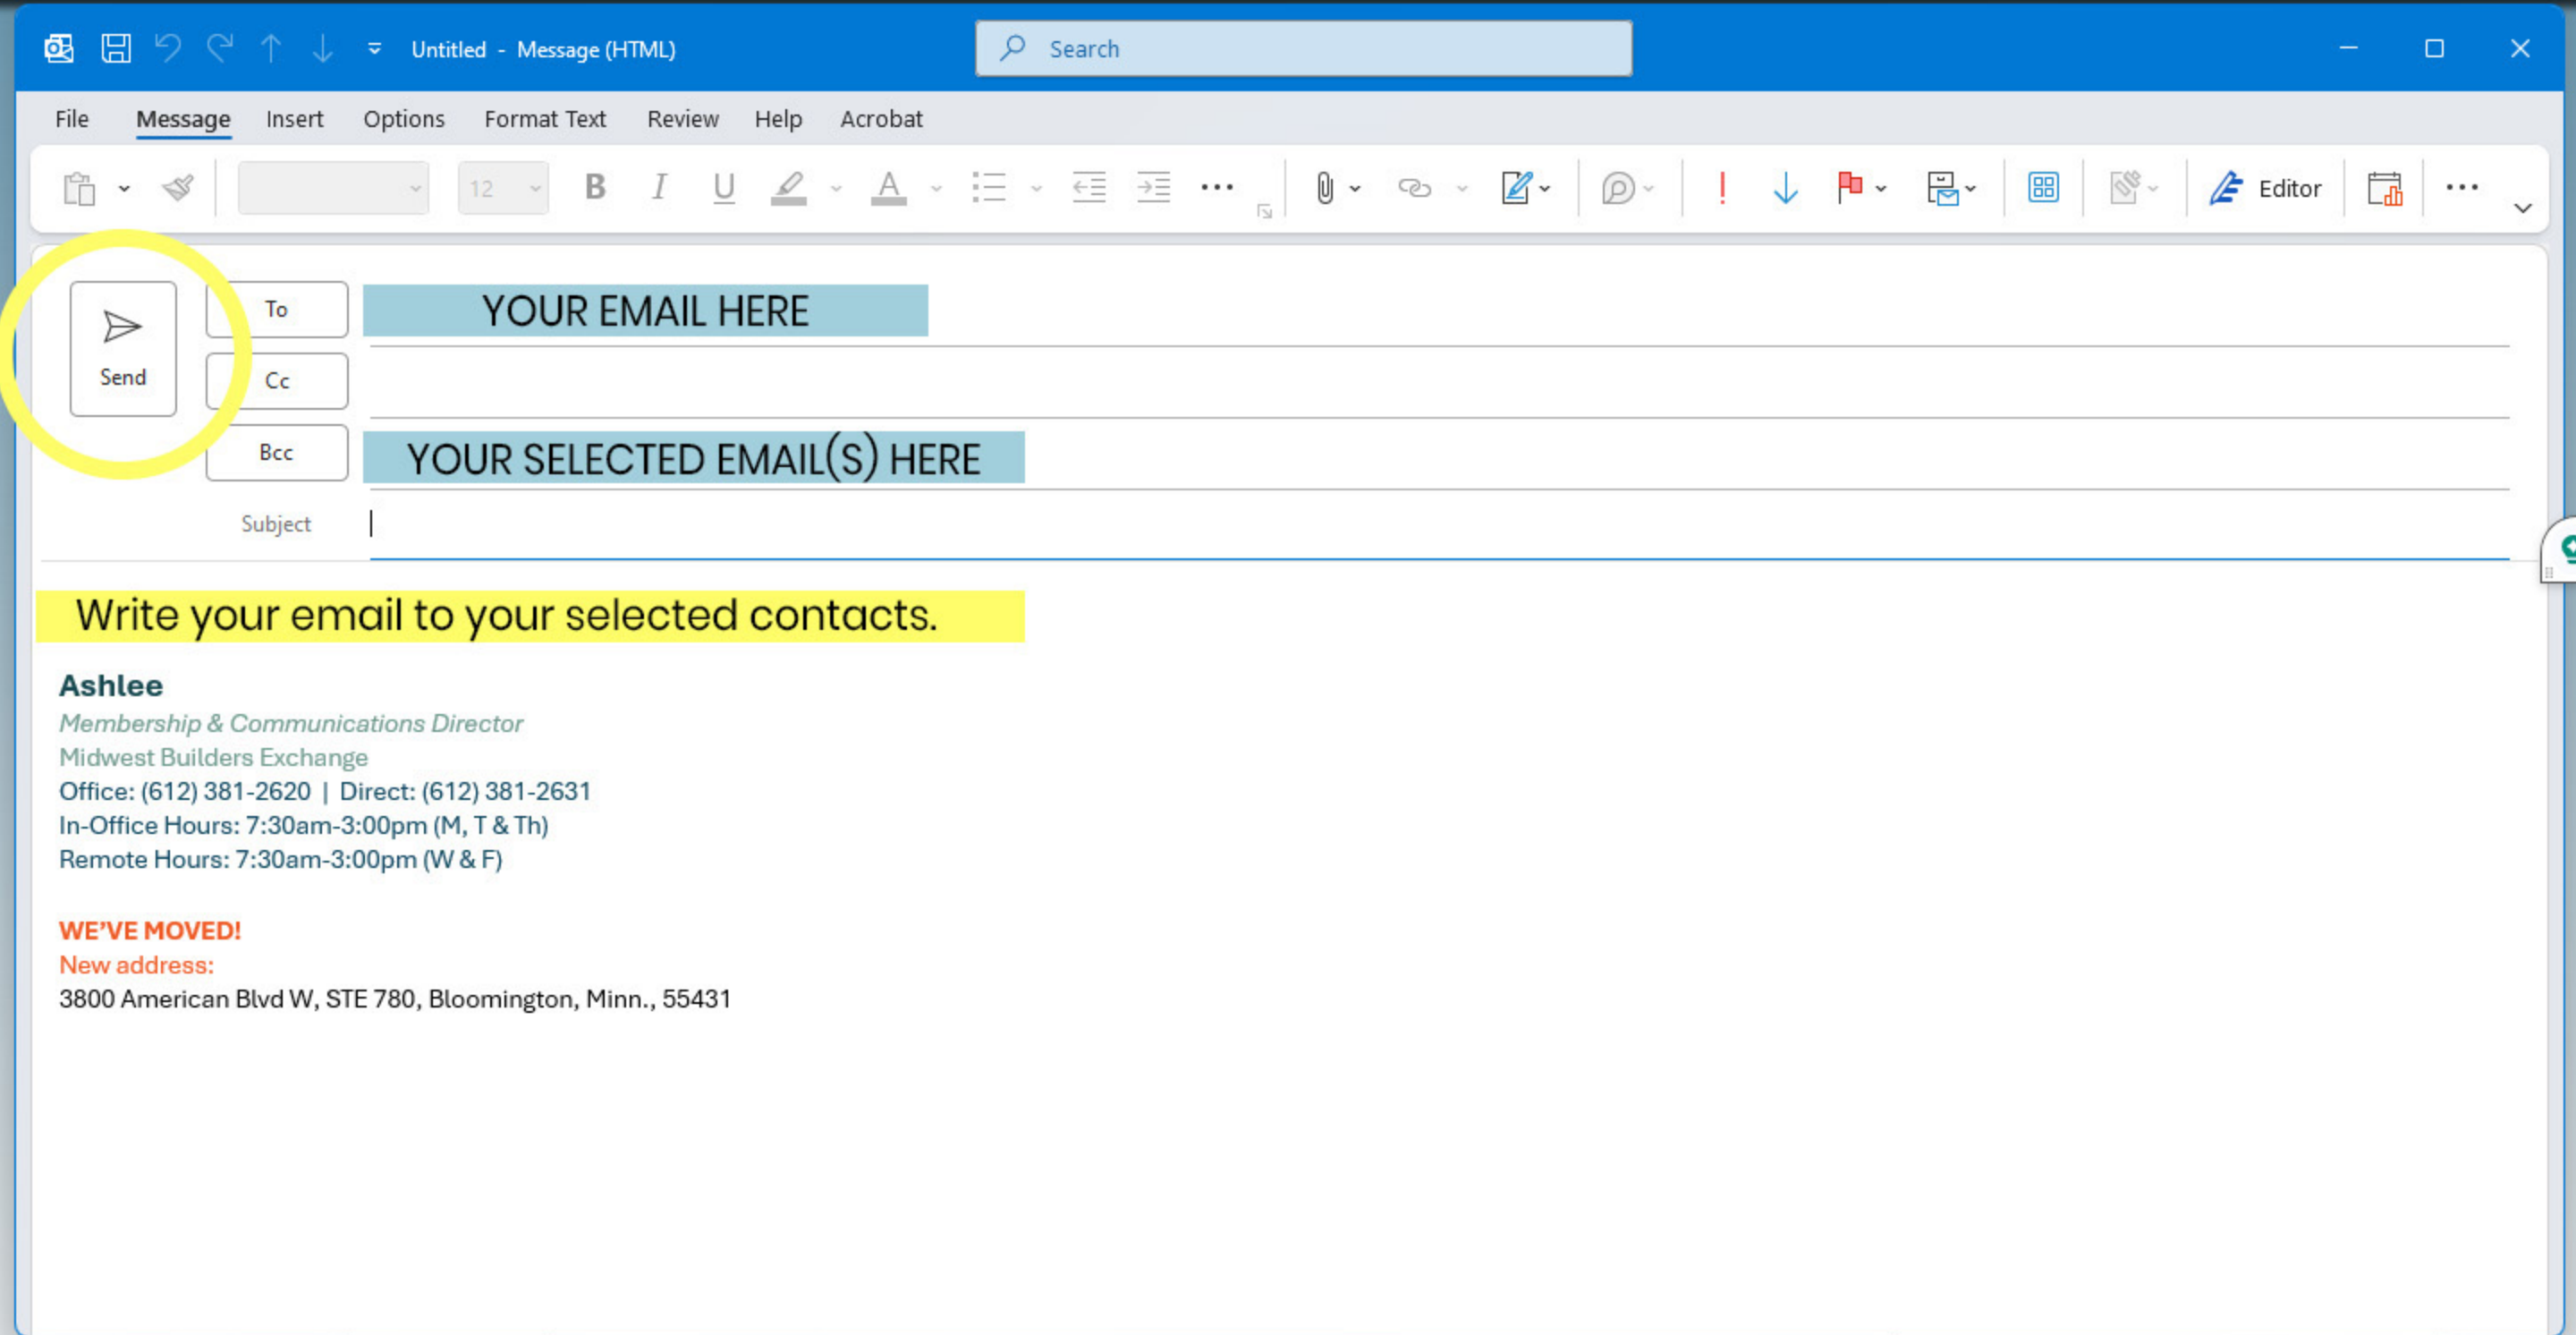 Untitled - Message (HTML)
Search
File Message Insert Options Format Text Review Help Acrobat
12 B I U A Editor
Send
To YOUR EMAIL HERE
Cc
Bcc YOUR SELECTED EMAIL(S) HERE
Subject
Write your email to your selected contacts.
Ashlee
Membership & Communications Director
Midwest Builders Exchange
Office: (612) 381-2620 | Direct: (612) 381-2631
In-Office Hours: 7:30am-3:00pm (M, T & Th)
Remote Hours: 7:30am-3:00pm (W & F)
WE'VE MOVED!
New address:
3800 American Blvd W, STE 780, Bloomington, Minn., 55431